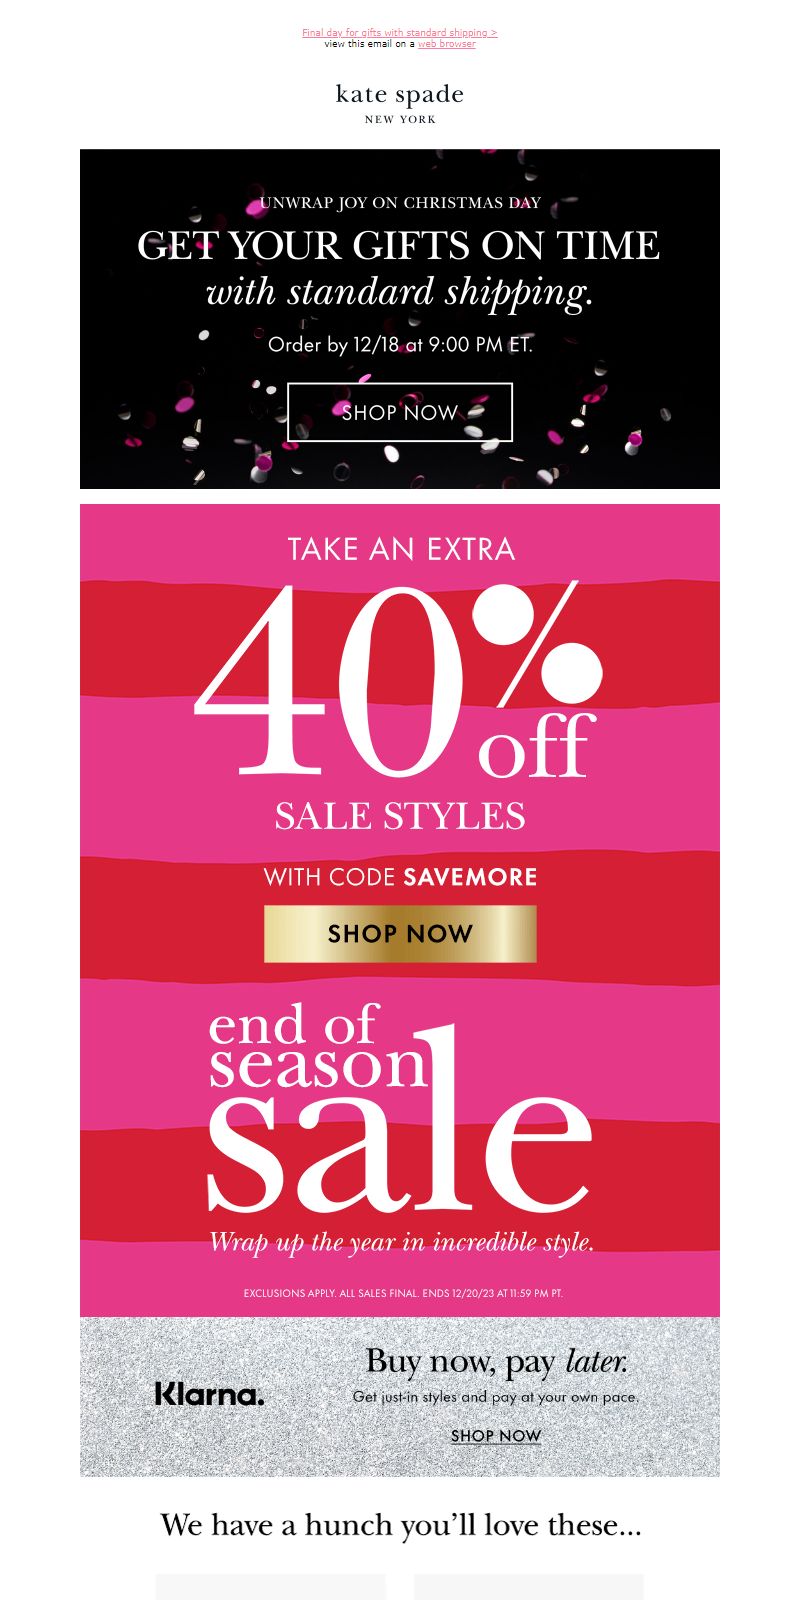 Final day for gifts with standard shipping >
view this email on a web browser
kate spade
NEW YORK
UNWRAP JOY ON CHRISTMAS DAY
GET YOUR GIFTS ON TIME
with standard shipping.
Order by 12/18 at 9:00 PM ET.
SHOP NOW
TAKE AN EXTRA
40% off
SALE STYLES
WITH CODE SAVEMORE
SHOP NOW
end of
season
sale
Wrap up the year in incredible style.
EXCLUSIONS APPLY. ALL SALES FINAL. ENDS 12/20/23 AT 11:59 PM PT.
Klarna.
Buy now, pay later.
Get just-in styles and pay at your own pace.
SHOP NOW
We have a hunch you’ll love these...